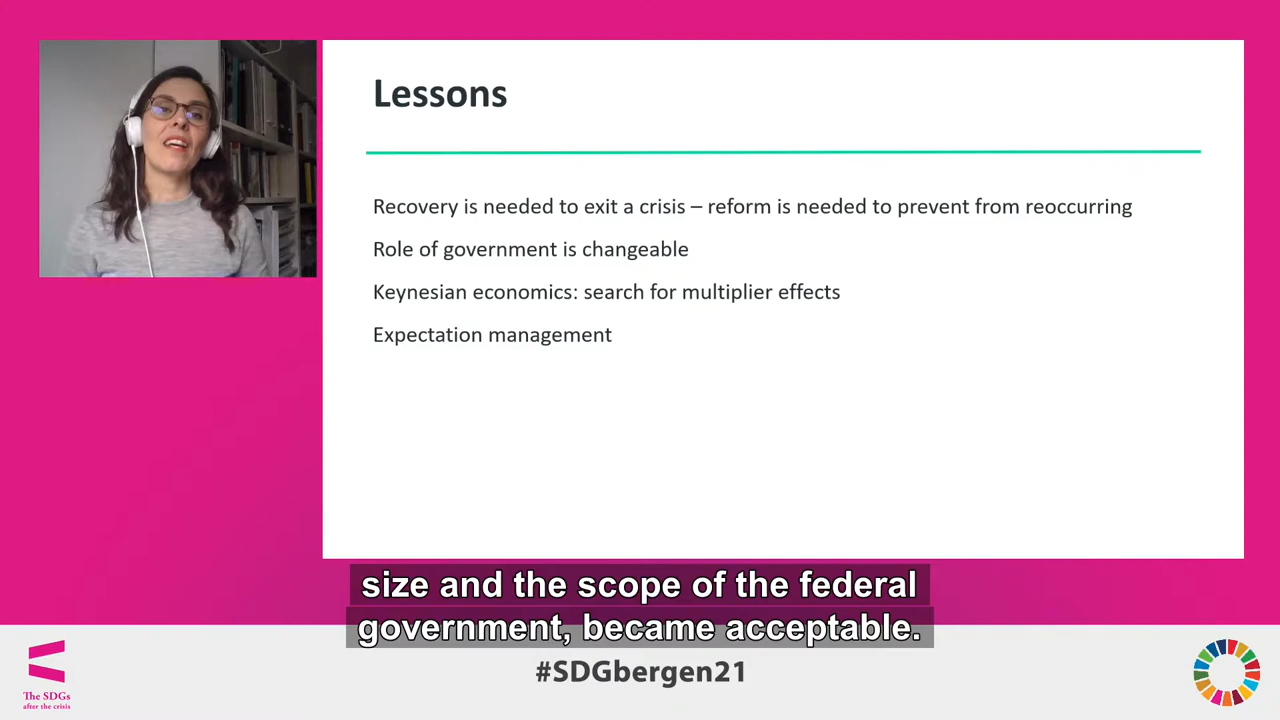 Lessons
Recovery is needed to exit a crisis – reform is needed to prevent from reoccurring
Role of government is changeable
Keynesian economics: search for multiplier effects
Expectation management
size and the scope of the federal
government, became acceptable.
#SDGbergen21
The SDGs
after the crisis